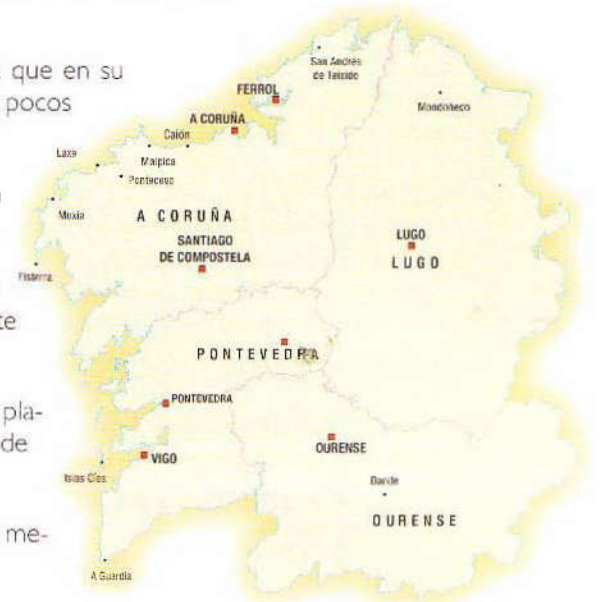 que en su
pocos
te
pla-
de
me-
San Andrés
de Teixido
FERROL
Mondoñedo
A CORUÑA
Caión
Laxe
Malpica
Ponteceso
Muxia
A CORUÑA
SANTIAGO
DE COMPOSTELA
LUGO
LUGO
Fisterra
PONTEVEDRA
PONTEVEDRA
OURENSE
VIGO
Islas Cíes
Bande
OURENSE
A Guardia